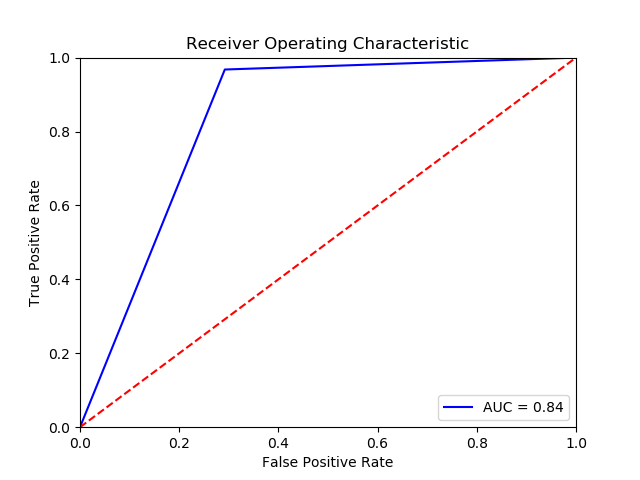 Receiver Operating Characteristic
1.0
0.8
0.6
0.4
0.2
0.0
True Positive Rate
AUC = 0.84
0.0 0.2 0.4 0.6 0.8 1.0
False Positive Rate